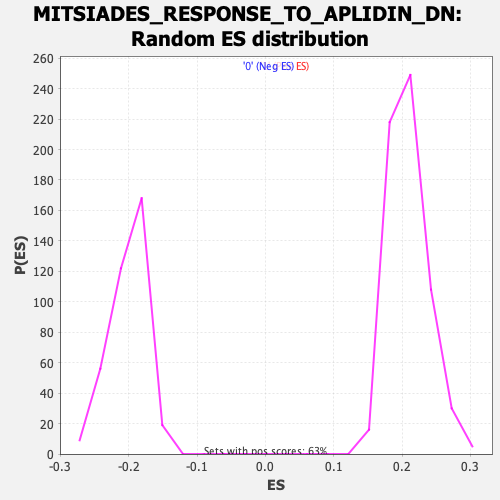 MITSIADES_RESPONSE_TO_APLIDIN_DN:
Random ES distribution
'0' (Neg ES) ES)
260
240
220
200
180
160
140
120
100
80
60
40
20
0
P(ES)
Sets with pos scores: 63%
-0.3 -0.2 -0.1 0.0 0.1 0.2 0.3
ES